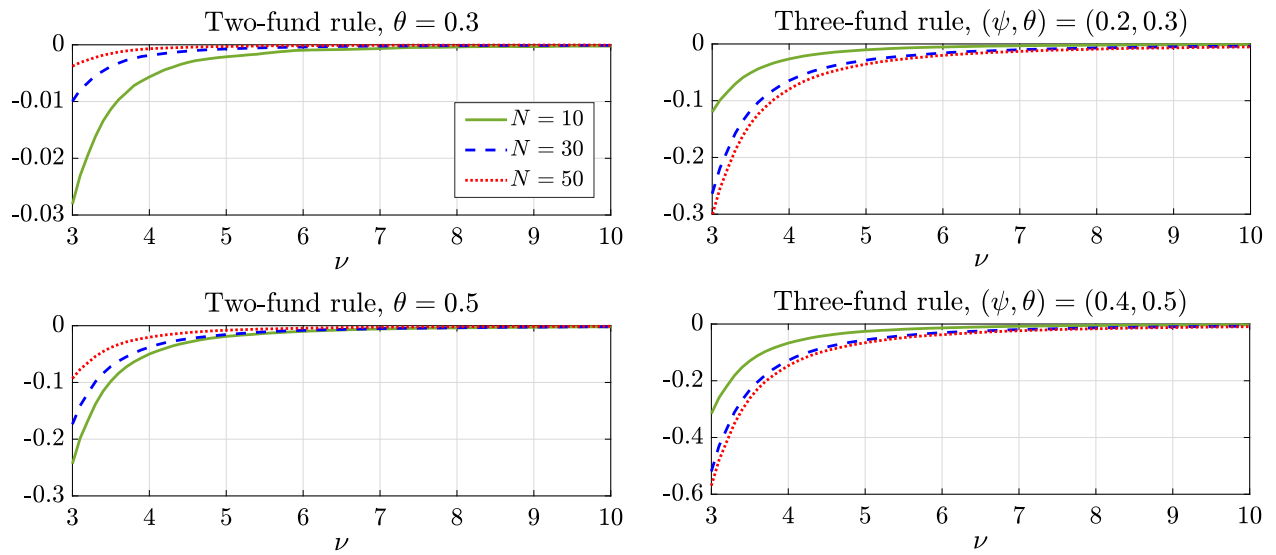 Two-fund rule, θ = 0.3
0
-0.01
-0.02
-0.03
3 4 5 6 7 8 9 10
ν
N = 10
N = 30
N = 50
Three-fund rule, (ψ, θ) = (0.2, 0.3)
0
-0.1
-0.2
-0.3
3 4 5 6 7 8 9 10
ν
Two-fund rule, θ = 0.5
0
-0.1
-0.2
-0.3
3 4 5 6 7 8 9 10
ν
Three-fund rule, (ψ, θ) = (0.4, 0.5)
0
-0.2
-0.4
-0.6
3 4 5 6 7 8 9 10
ν